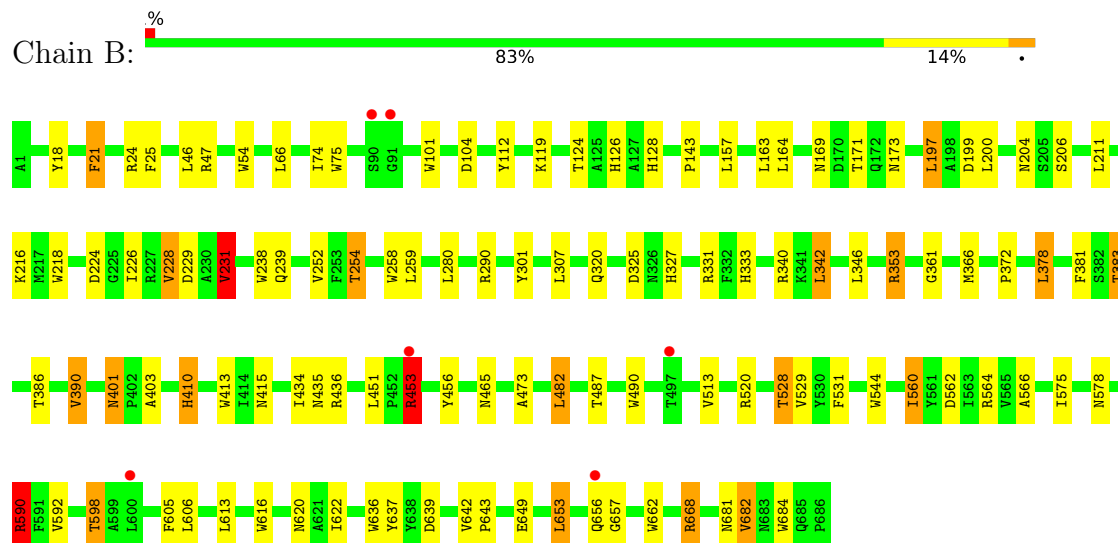 .%
Chain B:
83% 14% •
A1 Y18 F21 R24 F25 L46 R47 W54 L66 I74 W75 S90 G91 W101 D104 Y112 K119 T124 A125 H126 A127 H128 P143 L157 L163 L164 N169 D170 T171 Q172 N173 L197 A198 D199 L200 N204 S205 S206 L211
K216 M217 W218 D224 G225 I226 R227 V228 D229 A230 V231 W238 Q239 V252 F253 T254 W258 L259 L280 R290 Y301 L307 Q320 D325 N326 H327 R331 F332 H333 R340 K341 L342 L346 R353 G361 M366 P372 L378 F381 S382 T383
T386 V390 N401 P402 A403 H410 W413 I414 N415 I434 N435 R436 L451 P452 R453 Y456 N465 A473 L482 T487 W490 T497 V513 R520 T528 V529 Y530 F531 W544 I560 Y561 D562 I563 R564 V565 A566 I575 N578
R590 F591 V592 T598 A599 L600 F605 L606 L613 W616 N620 A621 I622 W636 Y637 Y638 D639 V642 P643 E649 L653 Q656 G657 W662 R668 N681 V682 N683 W684 Q685 P686